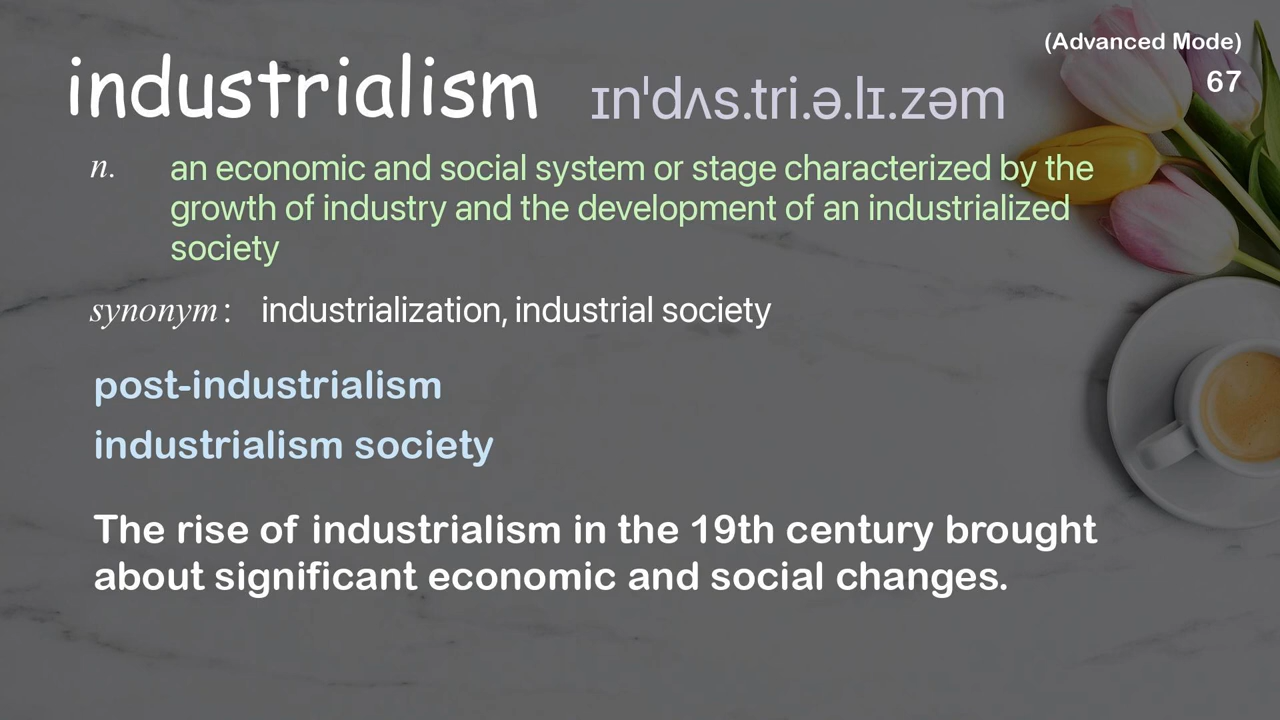 (Advanced Mode)
67
industrialism ɪnˈdʌs.tri.ə.lɪ.zəm
n. an economic and social system or stage characterized by the
growth of industry and the development of an industrialized
society
synonym: industrialization, industrial society
post-industrialism
industrialism society
The rise of industrialism in the 19th century brought
about significant economic and social changes.